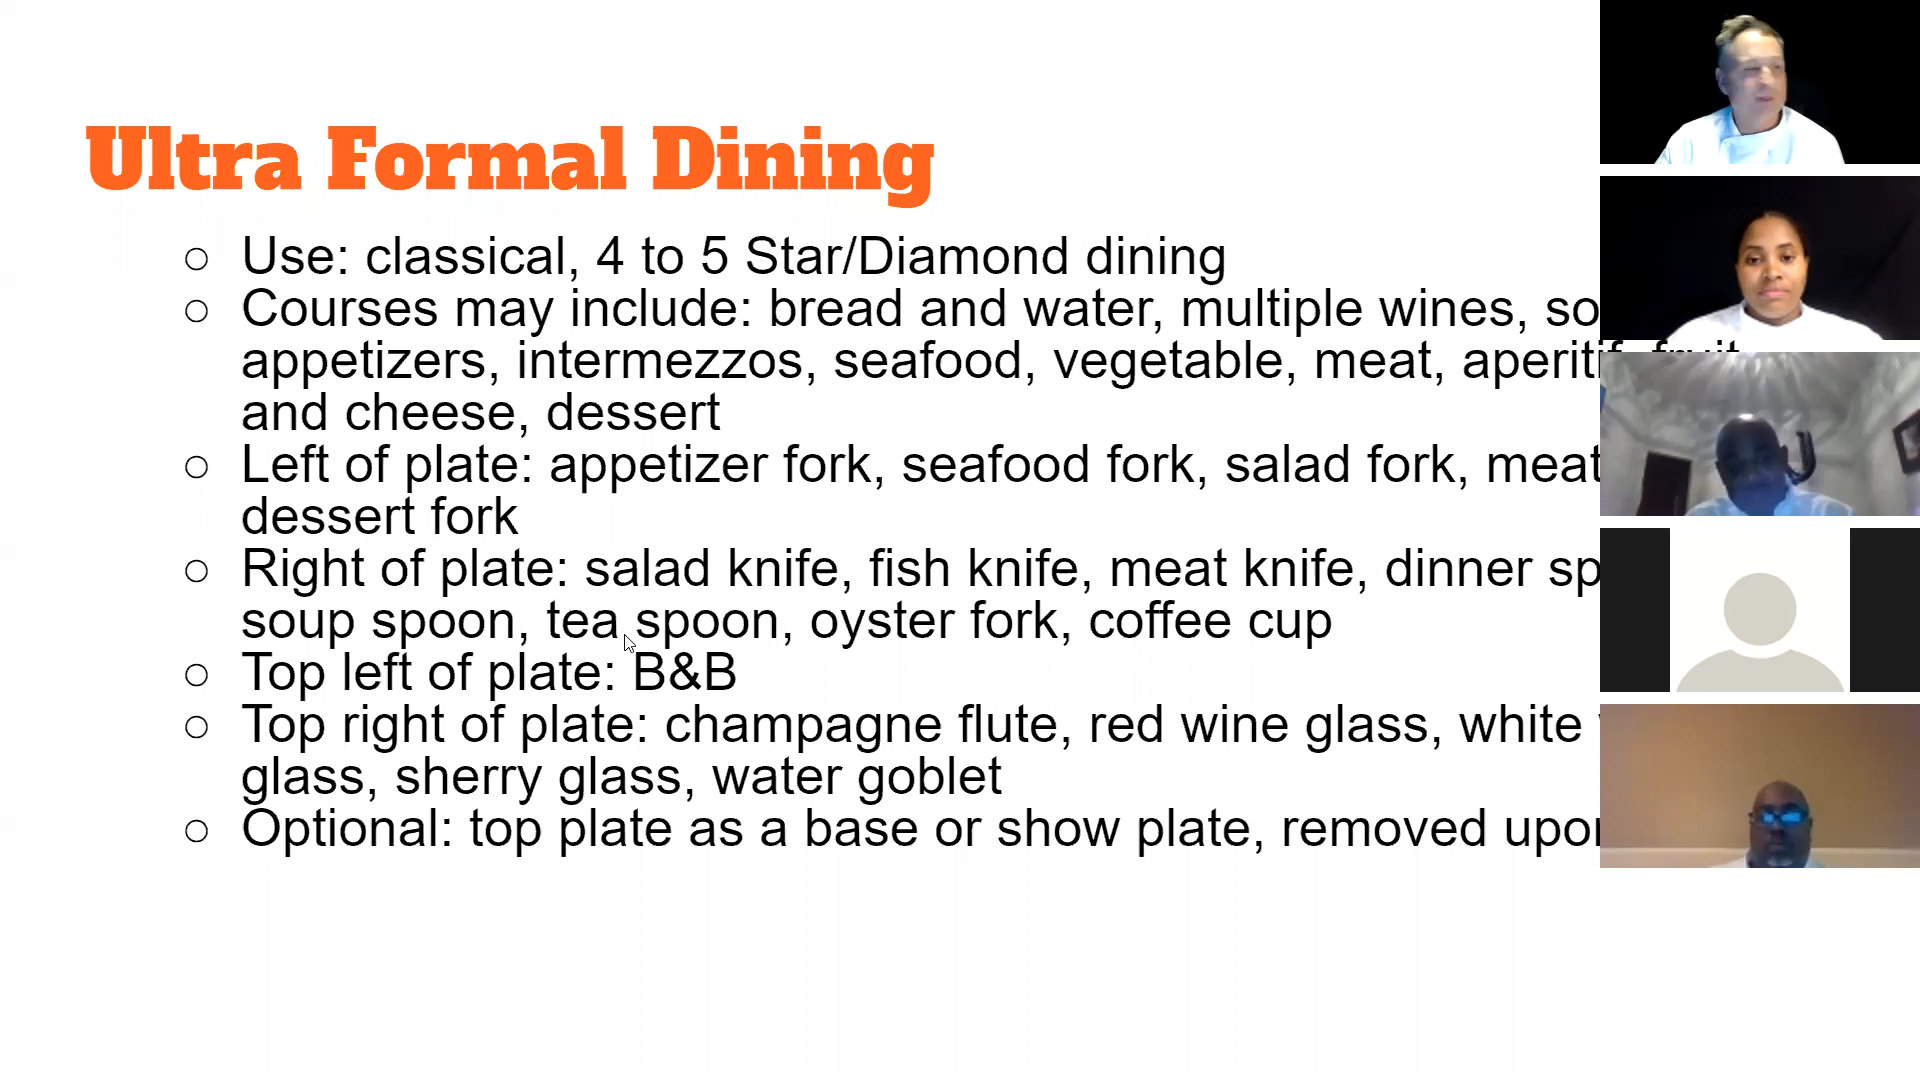 Ultra Formal Dining
○ Use: classical, 4 to 5 Star/Diamond dining
○ Courses may include: bread and water, multiple wines,
appetizers, intermezzos, seafood, vegetable, meat, aperitif, fruit
and cheese, dessert
○ Left of plate: appetizer fork, seafood fork, salad fork, meat
dessert fork
○ Right of plate: salad knife, fish knife, meat knife, dinner
soup spoon, tea spoon, oyster fork, coffee cup
○ Top left of plate: B&B
○ Top right of plate: champagne flute, red wine glass, white
glass, sherry glass, water goblet
○ Optional: top plate as a base or show plate, removed